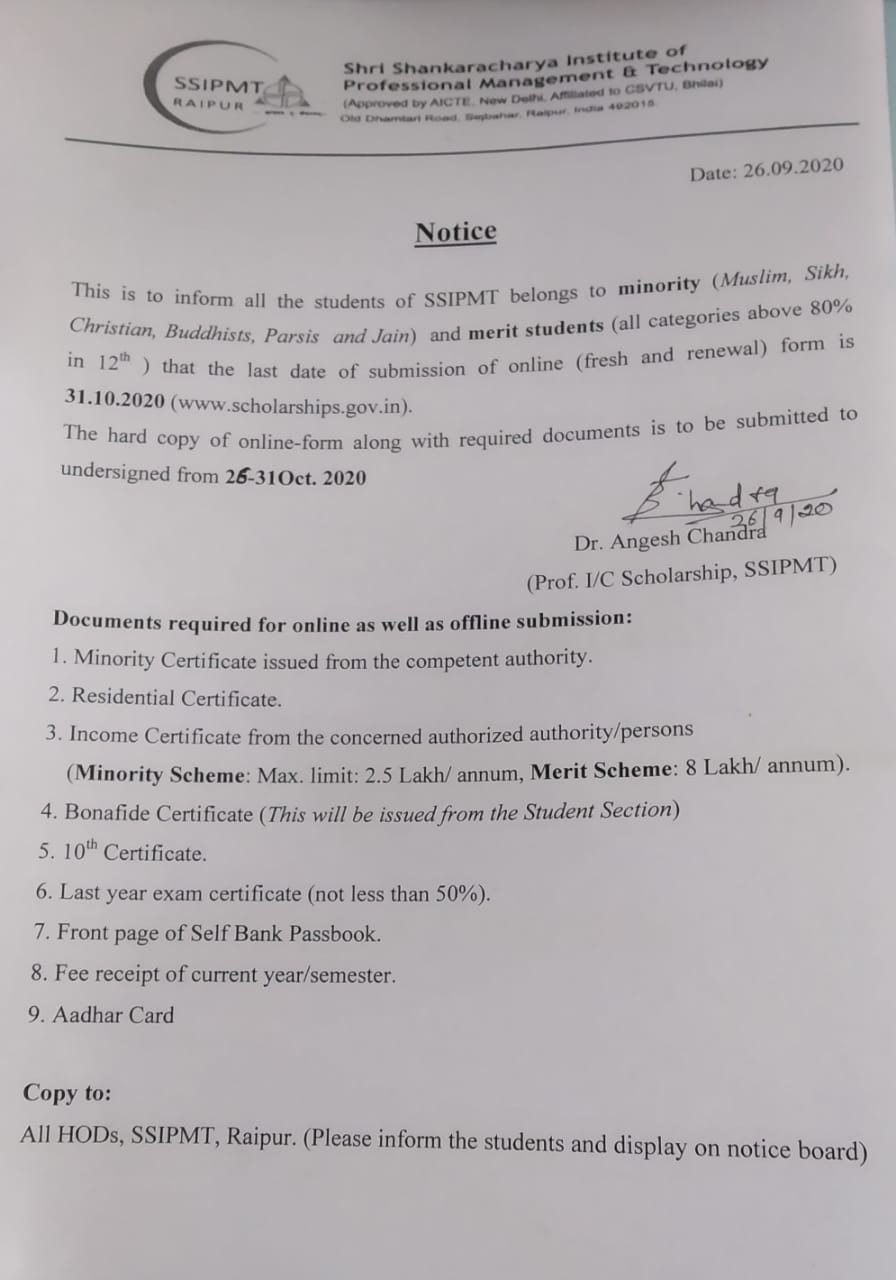 SSIPMT
RAIPUR
Shri Shankaracharya Institute of
Professional Management & Technology
(Approved by AICTE, New Delhi, Affiliated to CSVTU, Bhilai)
Old Dhamtari Road, Sejbahar, Raipur, India 492015
Date: 26.09.2020
Notice
This is to inform all the students of SSIPMT belongs to minority (Muslim, Sikh,
Christian, Buddhists, Parsis and Jain) and merit students (all categories above 80%
in 12th ) that the last date of submission of online (fresh and renewal) form is
31.10.2020 (www.scholarships.gov.in).
The hard copy of online-form along with required documents is to be submitted to
undersigned from 26-31Oct. 2020
26/9/20
Dr. Angesh Chandra
(Prof. I/C Scholarship, SSIPMT)
Documents required for online as well as offline submission:
1. Minority Certificate issued from the competent authority.
2. Residential Certificate.
3. Income Certificate from the concerned authorized authority/persons
(Minority Scheme: Max. limit: 2.5 Lakh/ annum, Merit Scheme: 8 Lakh/ annum).
4. Bonafide Certificate (This will be issued from the Student Section)
5. 10th Certificate.
6. Last year exam certificate (not less than 50%).
7. Front page of Self Bank Passbook.
8. Fee receipt of current year/semester.
9. Aadhar Card
Copy to:
All HODs, SSIPMT, Raipur. (Please inform the students and display on notice board)